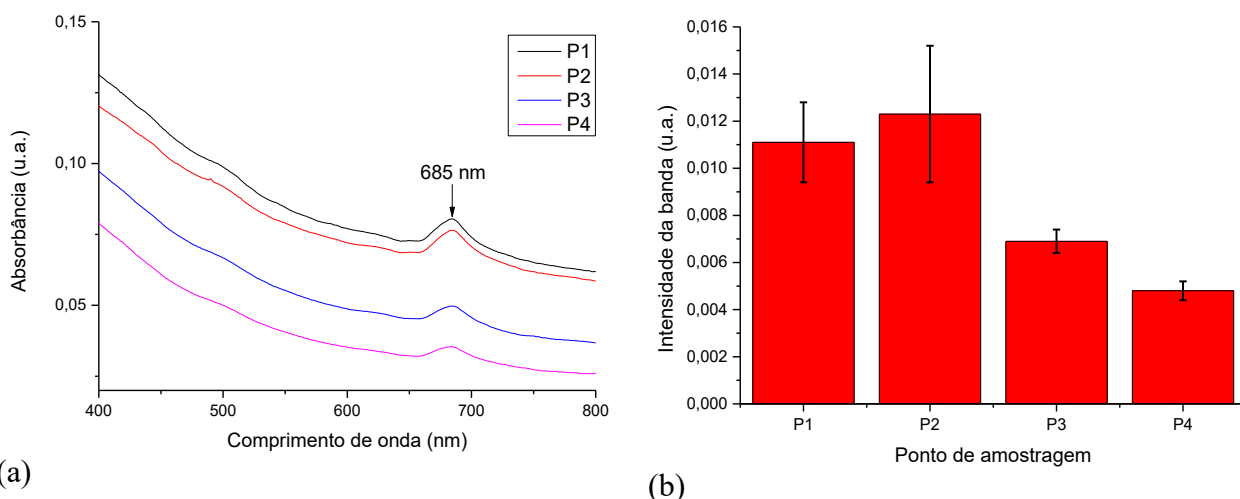 0,15
0,10
0,05
Absorbância (u.a.)
P1
P2
P3
P4
685 nm
400 500 600 700 800
Comprimento de onda (nm)
(a)
0,016
0,014
0,012
0,010
0,008
0,006
0,004
0,002
0,000
Intensidade da banda (u.a.)
P1 P2 P3 P4
Ponto de amostragem
(b)